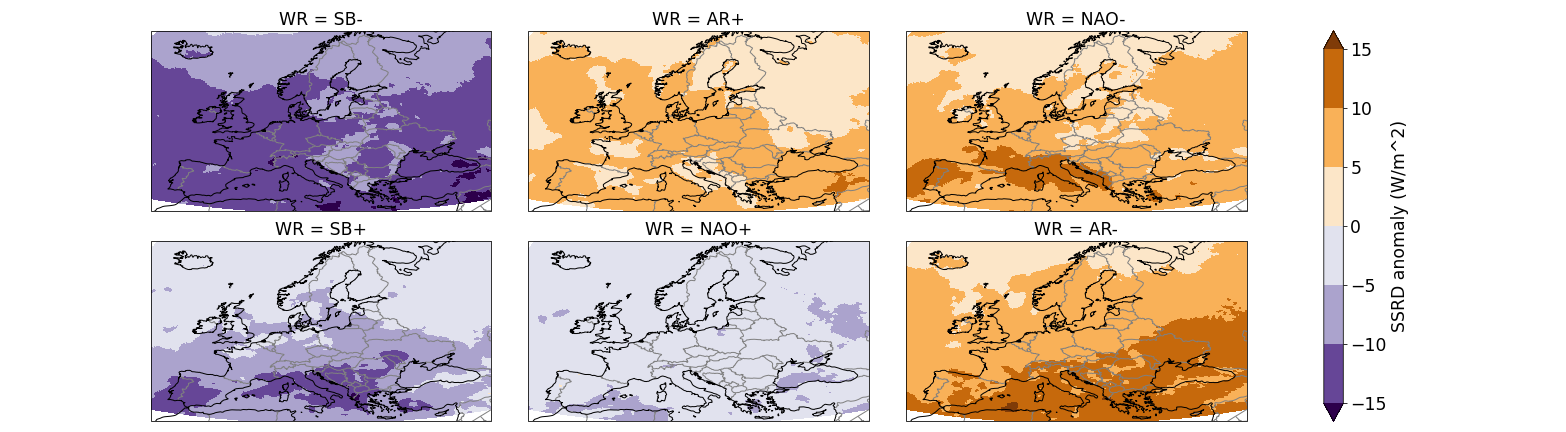 WR = SB-
WR = AR+
WR = NAO-
WR = SB+
WR = NAO+
WR = AR-
15
10
5
0
−5
−10
−15
SSRD anomaly (W/m^2)